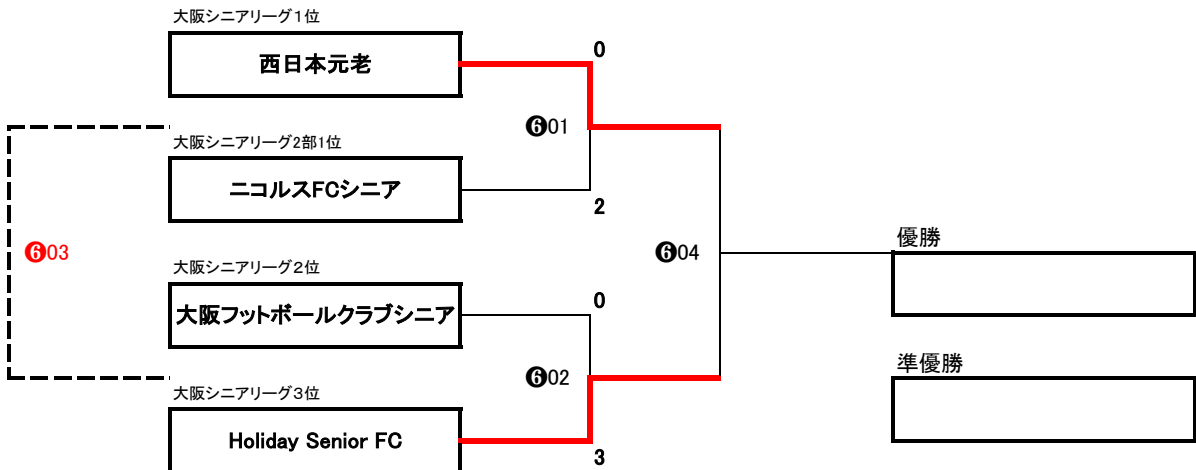 大阪シニアリーグ1位
西日本元老
0
❻01
大阪シニアリーグ2部1位
ニコルスFCシニア
2
❻03
❻04
優勝
大阪シニアリーグ2位
大阪フットボールクラブシニア
0
❻02
準優勝
大阪シニアリーグ3位
Holiday Senior FC
3